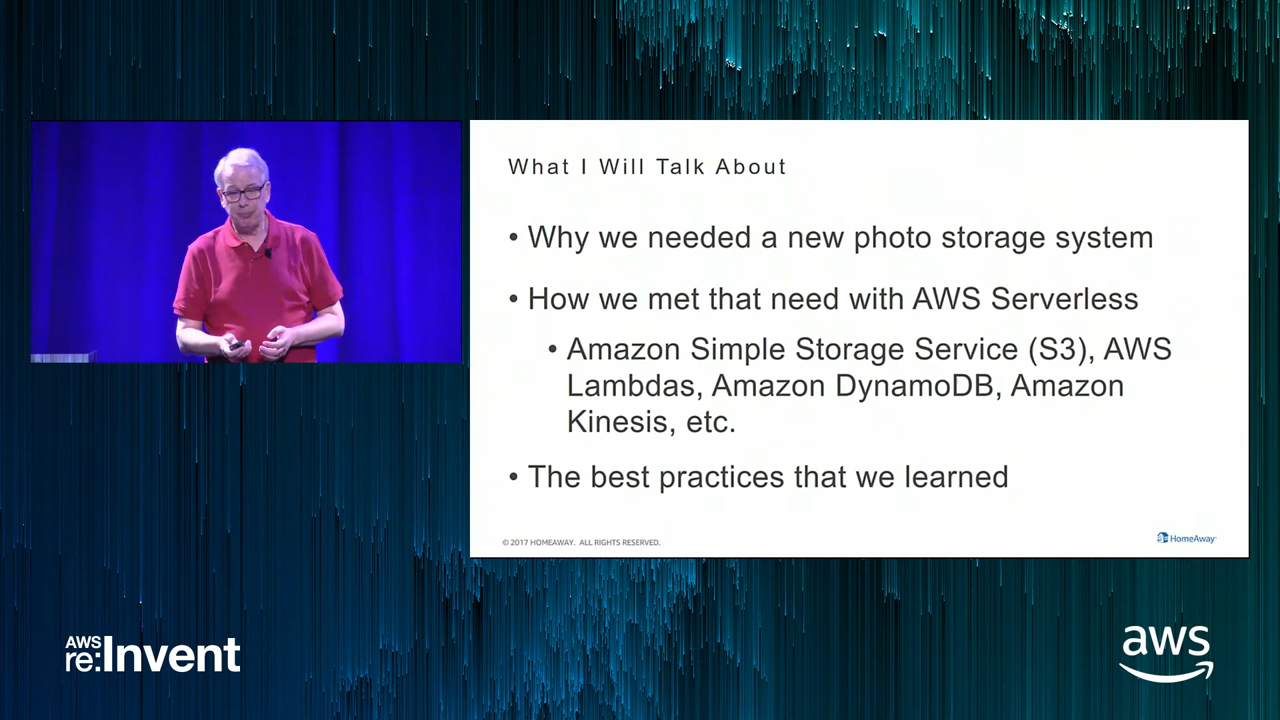 What I Will Talk About
• Why we needed a new photo storage system
• How we met that need with AWS Serverless
• Amazon Simple Storage Service (S3), AWS
Lambdas, Amazon DynamoDB, Amazon
Kinesis, etc.
• The best practices that we learned
© 2017 HOMEAWAY. ALL RIGHTS RESERVED.
HomeAway
AWS
re:Invent
aws